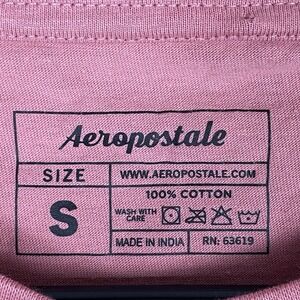 Aeropostale
SIZE
S
WWW.AEROPOSTALE.COM
100% COTTON
WASH WITH
CARE
MADE IN INDIA
RN: 63619